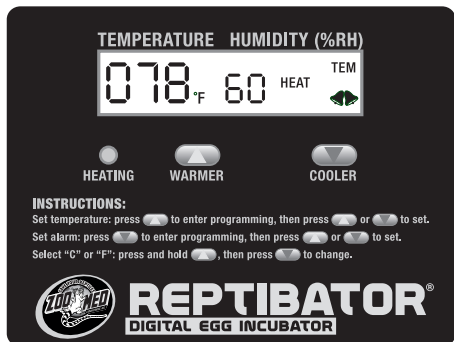 TEMPERATURE HUMIDITY (%RH)
078°F 60 HEAT TEM
HEATING WARMER COOLER
INSTRUCTIONS:
Set temperature: press to enter programming, then press or to set.
Set alarm: press to enter programming, then press or to set.
Select "C" or "F": press and hold , then press to change.
ZOO MED
REPTIBATOR®
DIGITAL EGG INCUBATOR